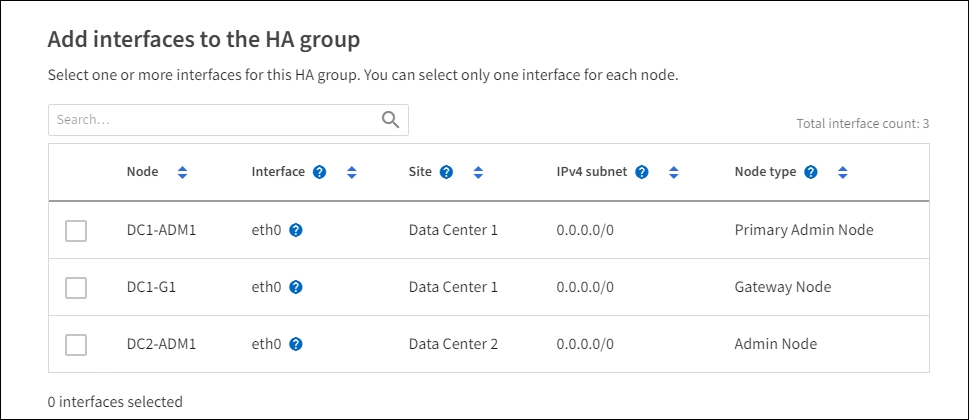 Add interfaces to the HA group
Select one or more interfaces for this HA group. You can select only one interface for each node.
Search...
Total interface count: 3
Node Interface ? Site ? IPv4 subnet ? Node type ?
DC1-ADM1 eth0 ? Data Center 1 0.0.0.0/0 Primary Admin Node
DC1-G1 eth0 ? Data Center 1 0.0.0.0/0 Gateway Node
DC2-ADM1 eth0 ? Data Center 2 0.0.0.0/0 Admin Node
0 interfaces selected